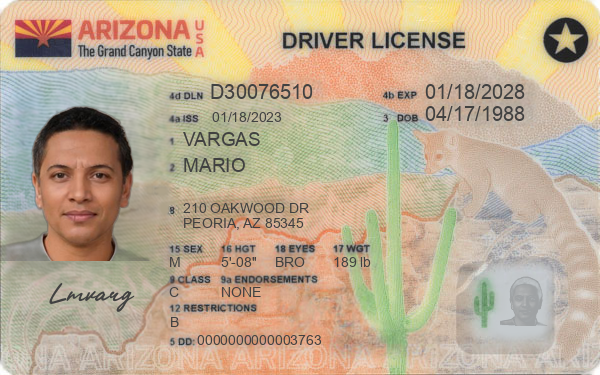 ARIZONA USA
The Grand Canyon State
DRIVER LICENSE
4d DLN D30076510
4b EXP 01/18/2028
4a ISS 01/18/2023
3 DOB 04/17/1988
1 VARGAS
2 MARIO
8 210 OAKWOOD DR
PEORIA, AZ 85345
15 SEX 16 HGT 18 EYES 17 WGT
M 5'-08" BRO 189 lb
9 CLASS 9a ENDORSEMENTS
C NONE
12 RESTRICTIONS
B
5 DD: 0000000000003763
ARIZONA ARIZONA ARIZONA ARIZONA